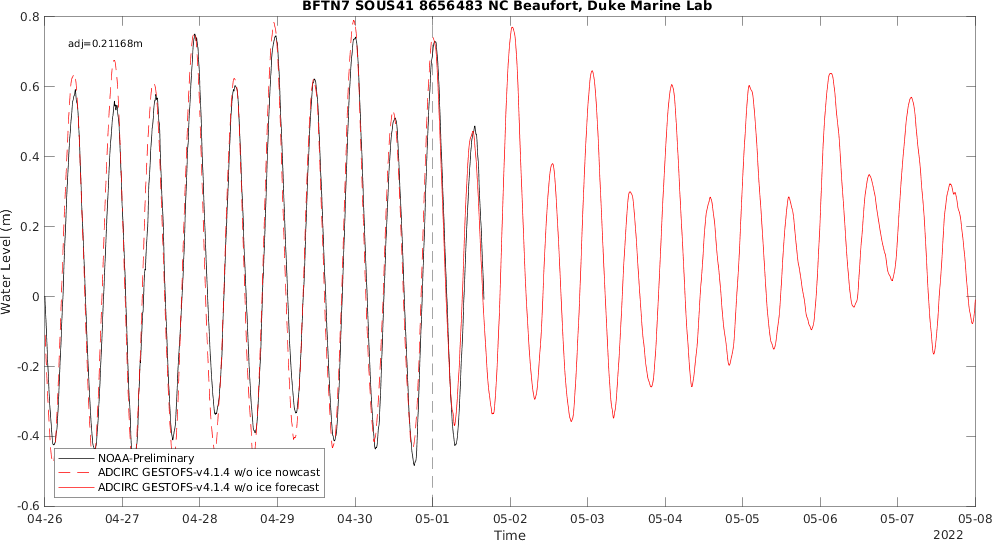 BFTN7 SOUS41 8656483 NC Beaufort, Duke Marine Lab
adj=0.21168m
0.8
0.6
0.4
0.2
0
-0.2
-0.4
-0.6
Water Level (m)
NOAA-Preliminary
ADCIRC GESTOFS-v4.1.4 w/o ice nowcast
ADCIRC GESTOFS-v4.1.4 w/o ice forecast
04-26 04-27 04-28 04-29 04-30 05-01 05-02 05-03 05-04 05-05 05-06 05-07 05-08
Time
2022